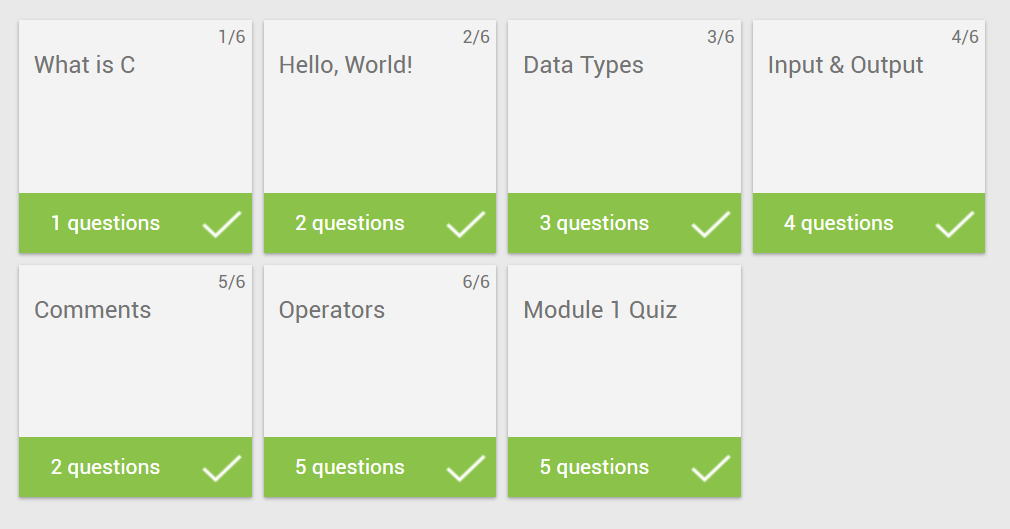 1/6
What is C
1 questions
2/6
Hello, World!
2 questions
3/6
Data Types
3 questions
4/6
Input & Output
4 questions
5/6
Comments
2 questions
6/6
Operators
5 questions
Module 1 Quiz
5 questions